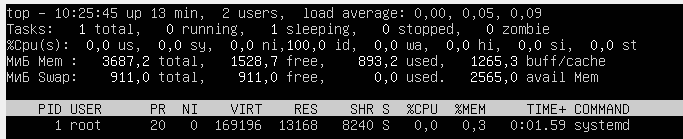 top - 10:25:45 up 13 min,  2 users,  load average: 0,00, 0,05, 0,09
Tasks:   1 total,   0 running,   1 sleeping,   0 stopped,   0 zombie
%Cpu(s):  0,0 us,  0,0 sy,  0,0 ni,100,0 id,  0,0 wa,  0,0 hi,  0,0 si,  0,0 st
МиБ Mem :   3687,2 total,   1528,7 free,    893,2 used,   1265,3 buff/cache
МиБ Swap:    911,0 total,    911,0 free,      0,0 used.   2565,0 avail Mem
PID USER      PR  NI    VIRT    RES    SHR S  %CPU  %MEM     TIME+ COMMAND
1 root      20   0  169196  13168   8240 S   0,0   0,3   0:01.59 systemd